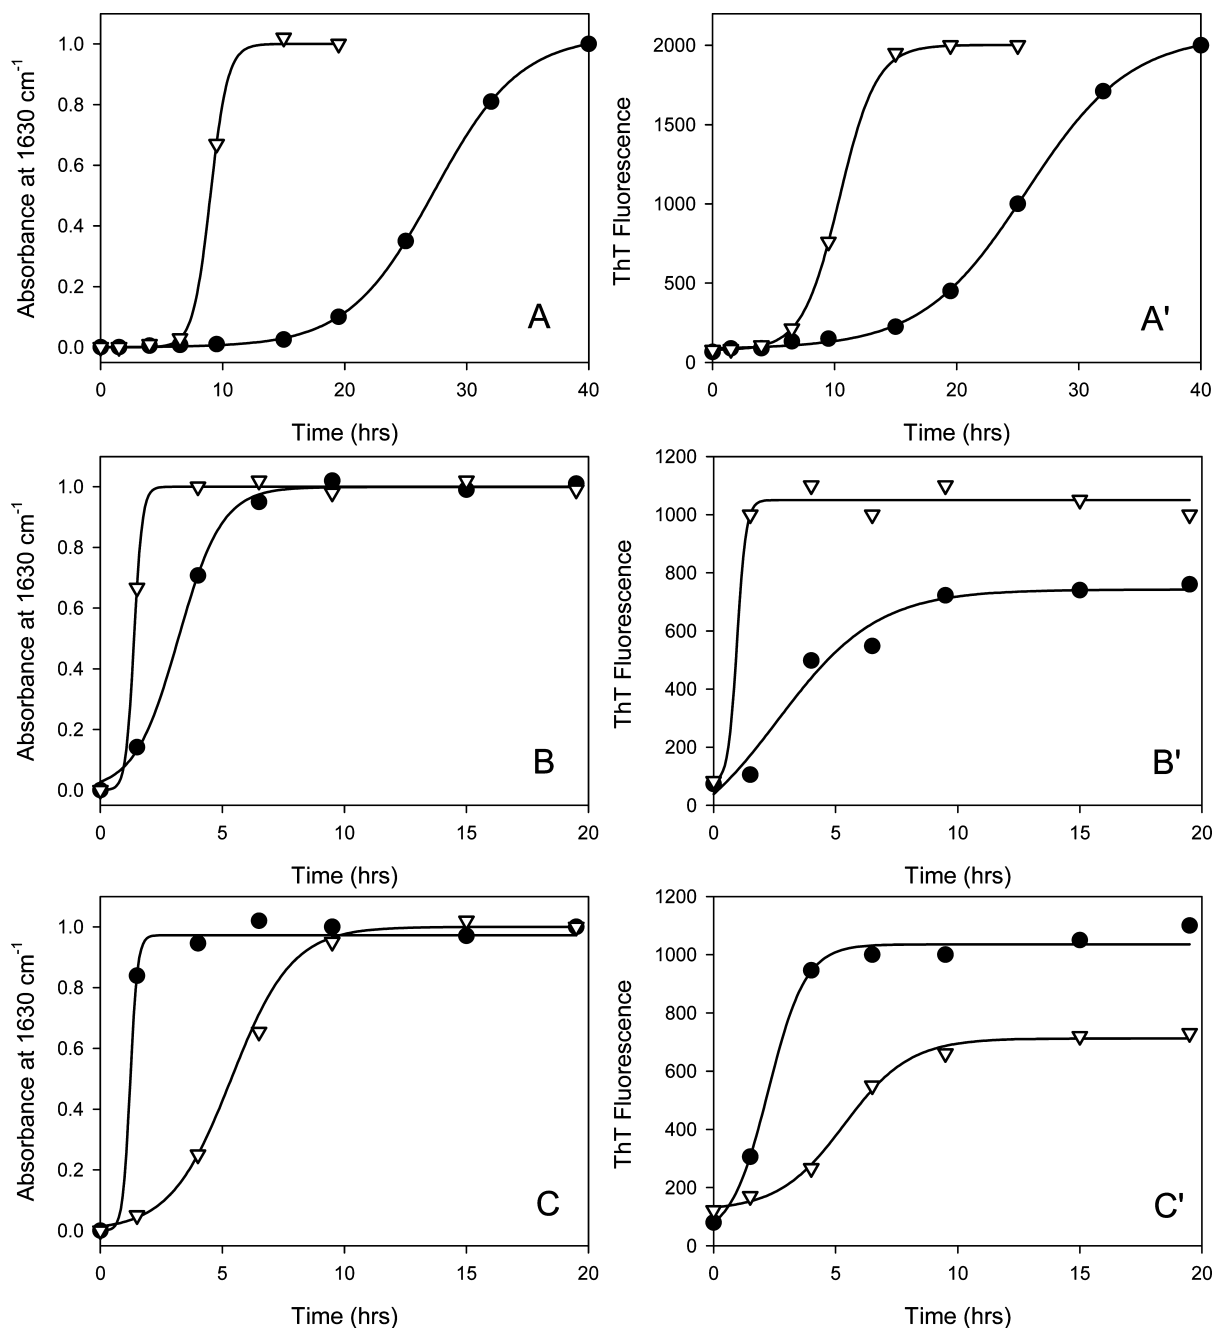 Absorbance at 1630 cm⁻¹
1.0
0.8
0.6
0.4
0.2
0.0
A
0 10 20 30 40
Time (hrs)
ThT Fluorescence
2000
1500
1000
500
0
A'
0 10 20 30 40
Time (hrs)
Absorbance at 1630 cm⁻¹
1.0
0.8
0.6
0.4
0.2
0.0
B
0 5 10 15 20
Time (hrs)
ThT Fluorescence
1200
1000
800
600
400
200
0
B'
0 5 10 15 20
Time (hrs)
Absorbance at 1630 cm⁻¹
1.0
0.8
0.6
0.4
0.2
0.0
C
0 5 10 15 20
Time (hrs)
ThT Fluorescence
1200
1000
800
600
400
200
0
C'
0 5 10 15 20
Time (hrs)